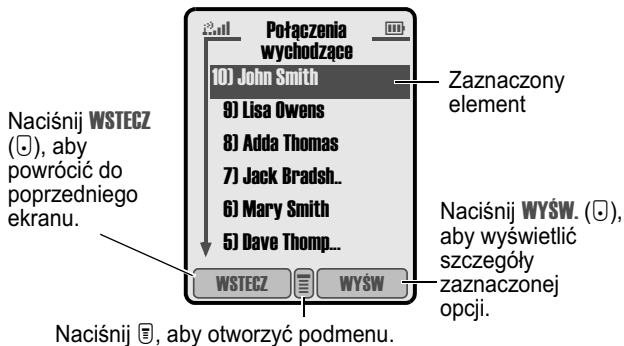 Połączenia
wychodzące
10) John Smith
9) Lisa Owens
8) Adda Thomas
7) Jack Bradsh..
6) Mary Smith
5) Dave Thomp...
WSTECZ
WYŚW
Zaznaczony
element
Naciśnij WSTECZ
(), aby
powrócić do
poprzedniego
ekranu.
Naciśnij WYŚW. (),
aby wyświetlić
szczegóły
zaznaczonej
opcji.
Naciśnij , aby otworzyć podmenu.